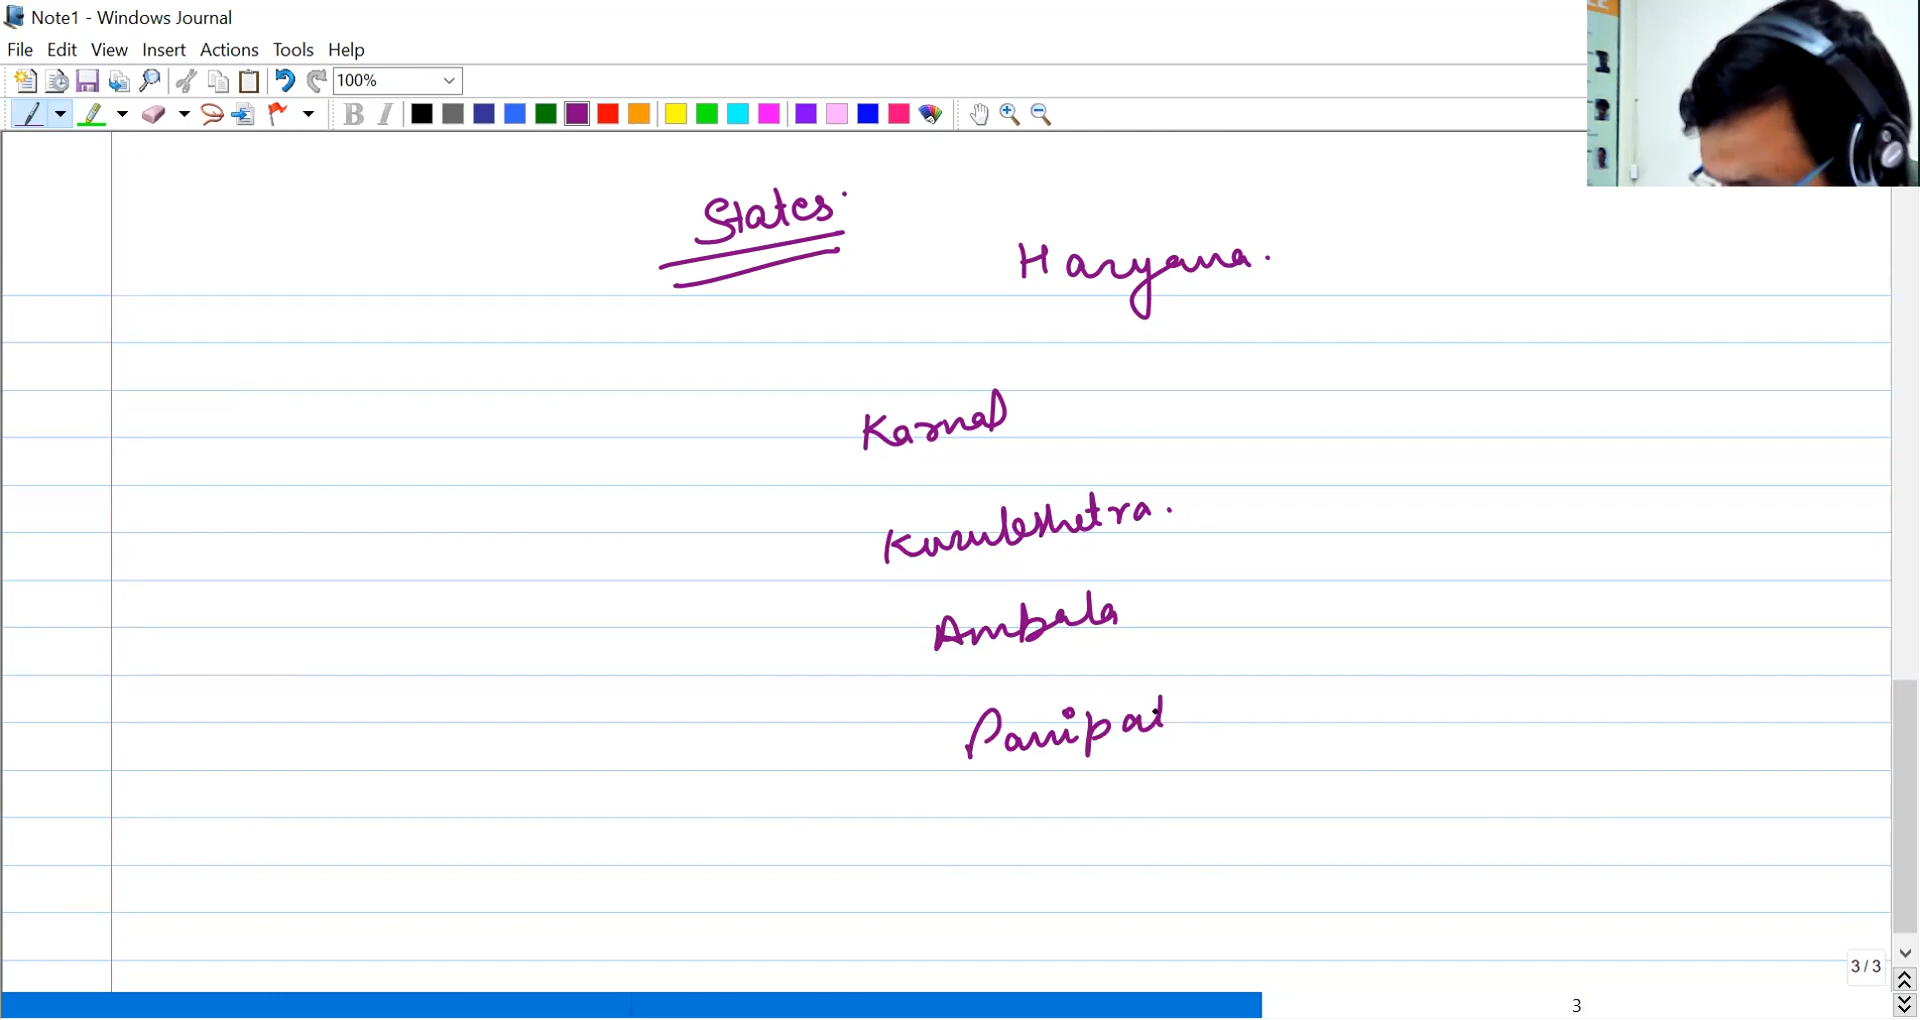 Note1 - Windows Journal
File Edit View Insert Actions Tools Help
100%
B I
States.
Haryana.
Karnal
Kurukshetra.
Ambala
Panipat
3 / 3
3